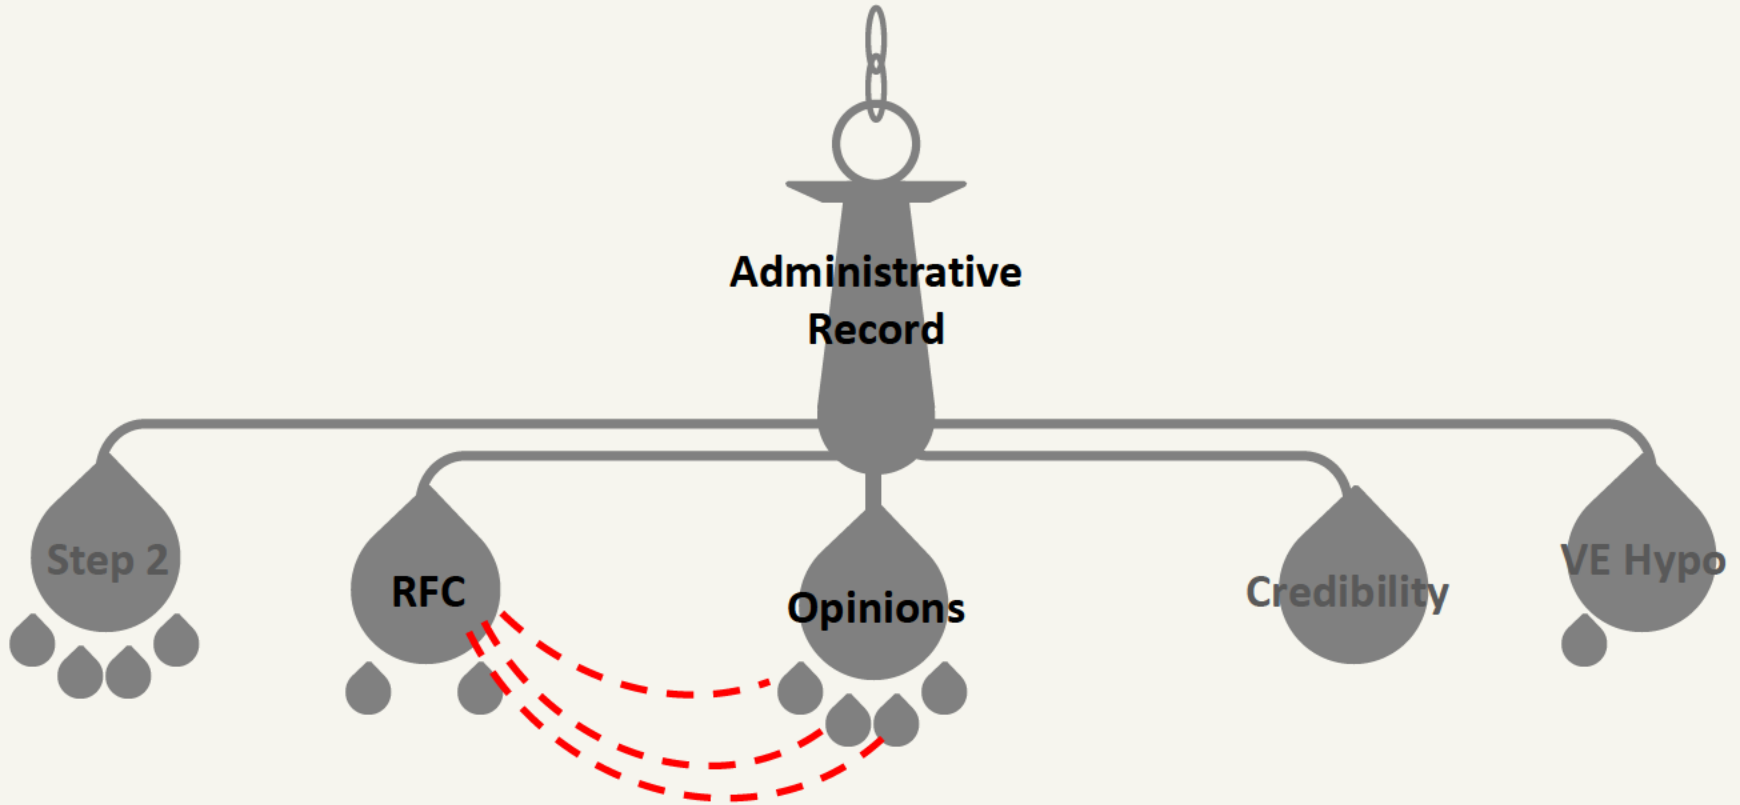 Administrative
Record
Step 2
RFC
Opinions
Credibility
VE Hypo